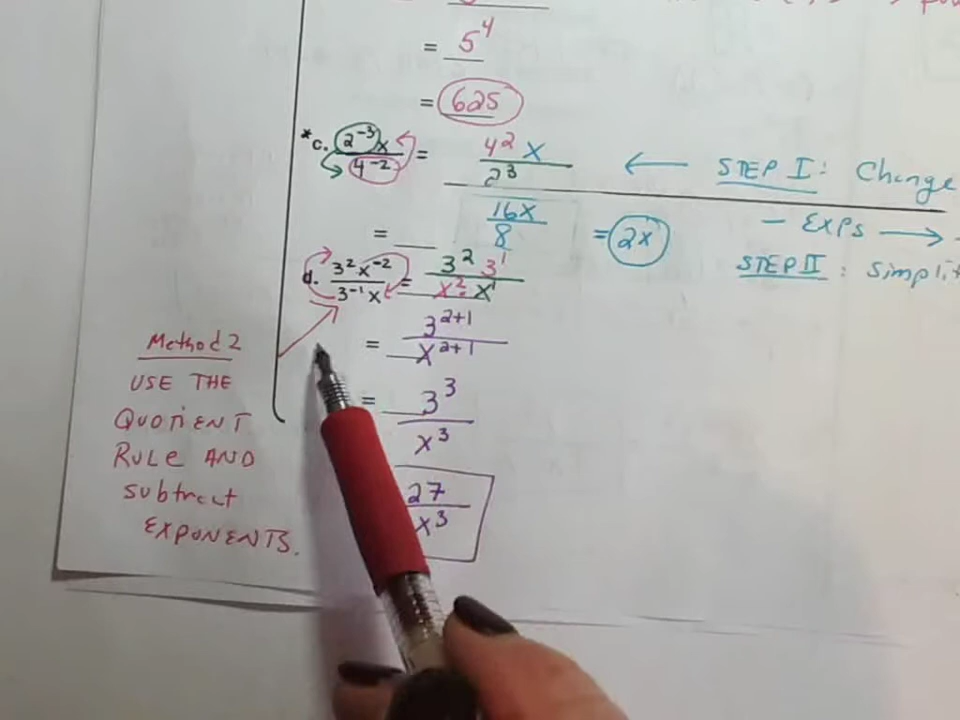 = 5^4
= 625
*c. 2^-3 x / 4^-2 = 4^2 x / 2^3 ← STEP I: Change
= 16x / 8 = 2x - EXPS →
STEP II: Simplif
d. 3^2 x^-2 / 3^-1 x = 3^2 3^1 / x^2 · x^1
= 3^2+1 / x^2+1
= 3^3 / x^3
27 / x^3
Method 2
USE THE
QUOTIENT
RULE AND
subtract
EXPONENTS.